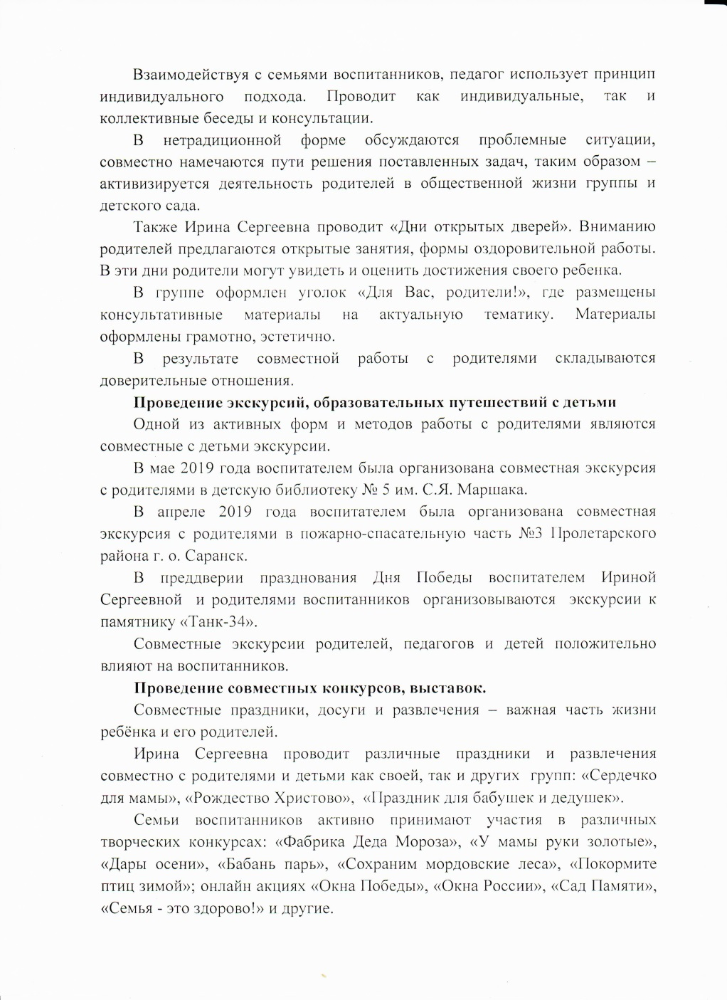 Взаимодействуя с семьями воспитанников, педагог использует принцип
индивидуального подхода. Проводит как индивидуальные, так и
коллективные беседы и консультации.
В нетрадиционной форме обсуждаются проблемные ситуации,
совместно намечаются пути решения поставленных задач, таким образом –
активизируется деятельность родителей в общественной жизни группы и
детского сада.
Также Ирина Сергеевна проводит «Дни открытых дверей». Вниманию
родителей предлагаются открытые занятия, формы оздоровительной работы.
В эти дни родители могут увидеть и оценить достижения своего ребенка.
В группе оформлен уголок «Для Вас, родители!», где размещены
консультативные материалы на актуальную тематику. Материалы
оформлены грамотно, эстетично.
В результате совместной работы с родителями складываются
доверительные отношения.
Проведение экскурсий, образовательных путешествий с детьми
Одной из активных форм и методов работы с родителями являются
совместные с детьми экскурсии.
В мае 2019 года воспитателем была организована совместная экскурсия
с родителями в детскую библиотеку № 5 им. С.Я. Маршака.
В апреле 2019 года воспитателем была организована совместная
экскурсия с родителями в пожарно-спасательную часть №3 Пролетарского
района г. о. Саранск.
В преддверии празднования Дня Победы воспитателем Ириной
Сергеевной и родителями воспитанников организовываются экскурсии к
памятнику «Танк-34».
Совместные экскурсии родителей, педагогов и детей положительно
влияют на воспитанников.
Проведение совместных конкурсов, выставок.
Совместные праздники, досуги и развлечения – важная часть жизни
ребёнка и его родителей.
Ирина Сергеевна проводит различные праздники и развлечения
совместно с родителями и детьми как своей, так и других групп: «Сердечко
для мамы», «Рождество Христово», «Праздник для бабушек и дедушек».
Семьи воспитанников активно принимают участия в различных
творческих конкурсах: «Фабрика Деда Мороза», «У мамы руки золотые»,
«Дары осени», «Бабань парь», «Сохраним мордовские леса», «Покормите
птиц зимой»; онлайн акциях «Окна Победы», «Окна России», «Сад Памяти»,
«Семья - это здорово!» и другие.